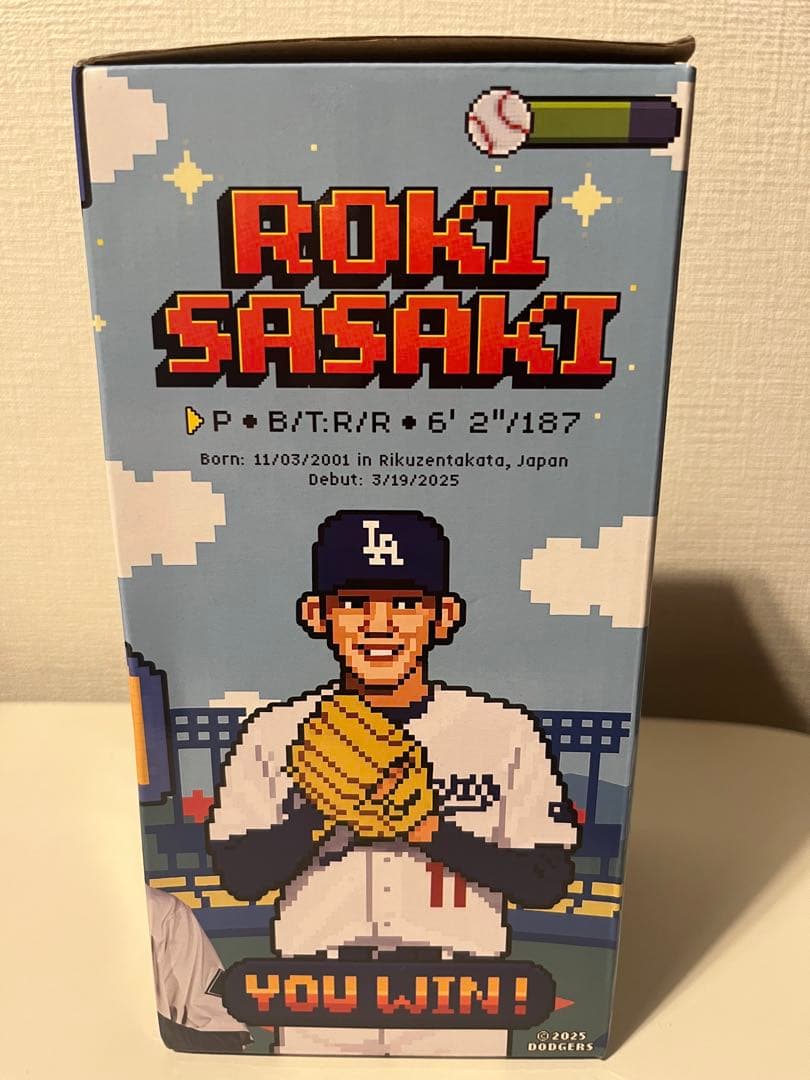 ROKI
SASAKI
P • B/T:R/R • 6' 2"/187
Born: 11/03/2001 in Rikuzentakata, Japan
Debut: 3/19/2025
LA
11
YOU WIN!
©2025
DODGERS